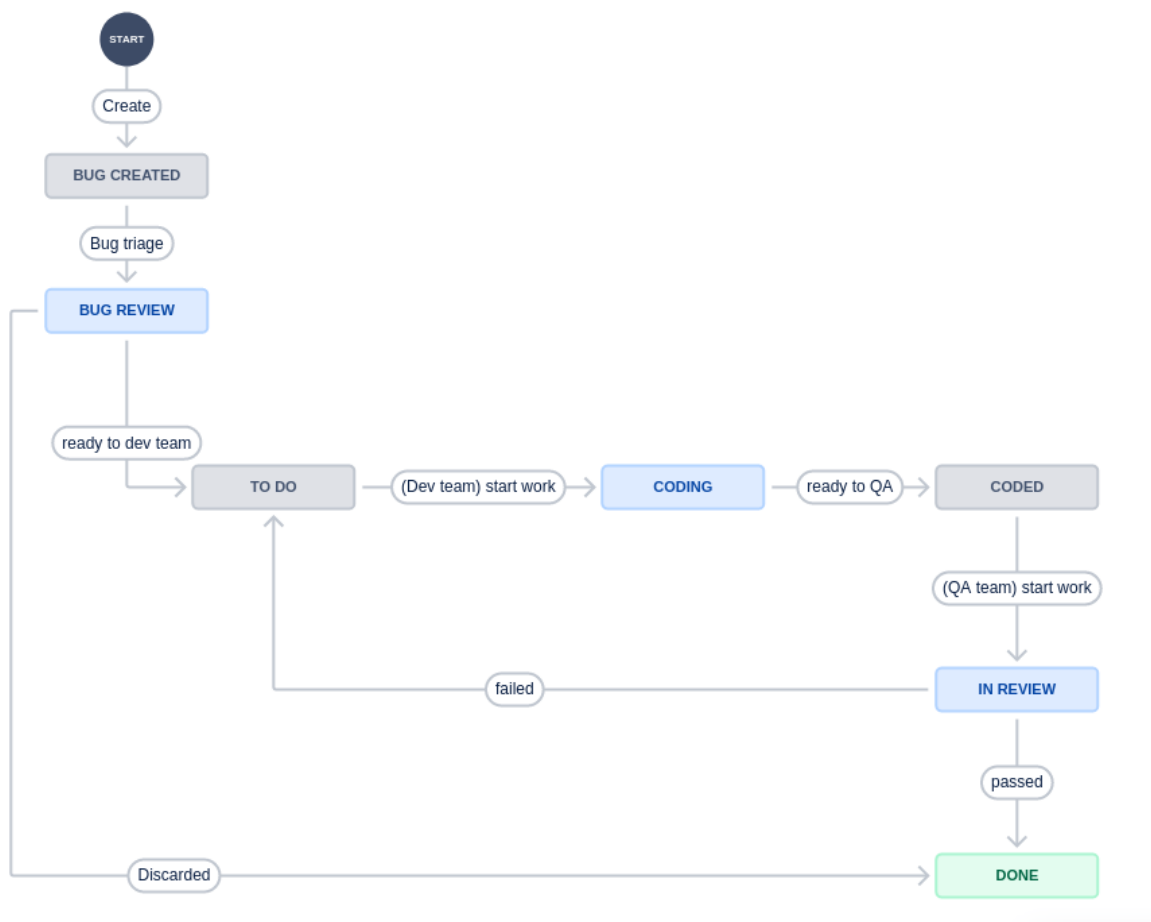 START
Create
BUG CREATED
Bug triage
BUG REVIEW
ready to dev team
TO DO
(Dev team) start work
CODING
ready to QA
CODED
(QA team) start work
failed
IN REVIEW
passed
Discarded
DONE